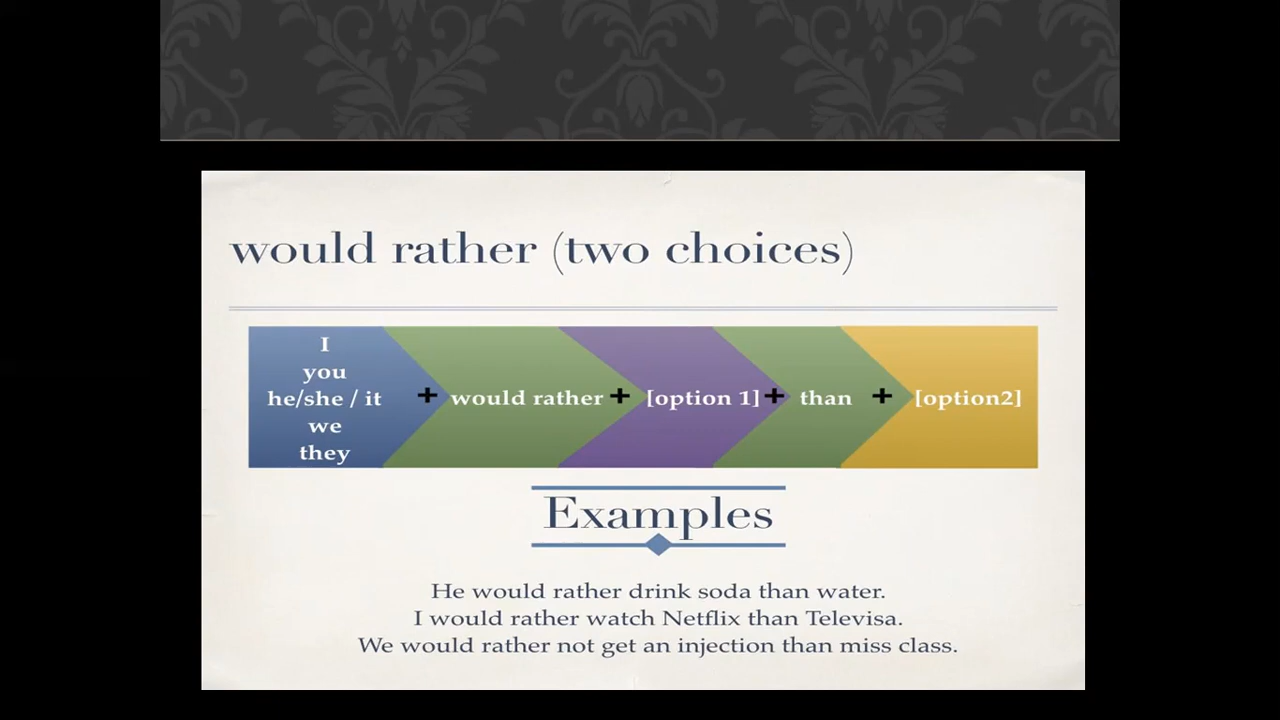 would rather (two choices)
I
you
he/she / it
we
they
+ would rather + [option 1] + than + [option2]
Examples
He would rather drink soda than water.
I would rather watch Netflix than Televisa.
We would rather not get an injection than miss class.